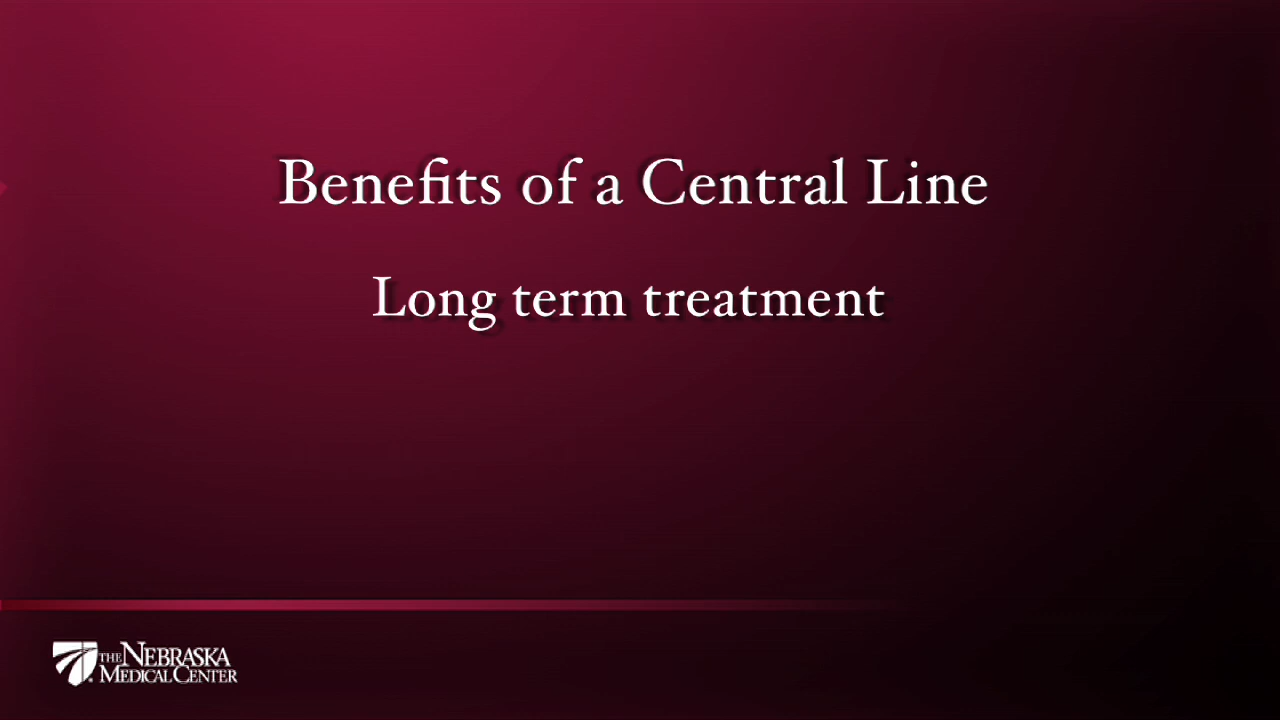 Benefits of a Central Line
Long term treatment
THE NEBRASKA
MEDICAL CENTER